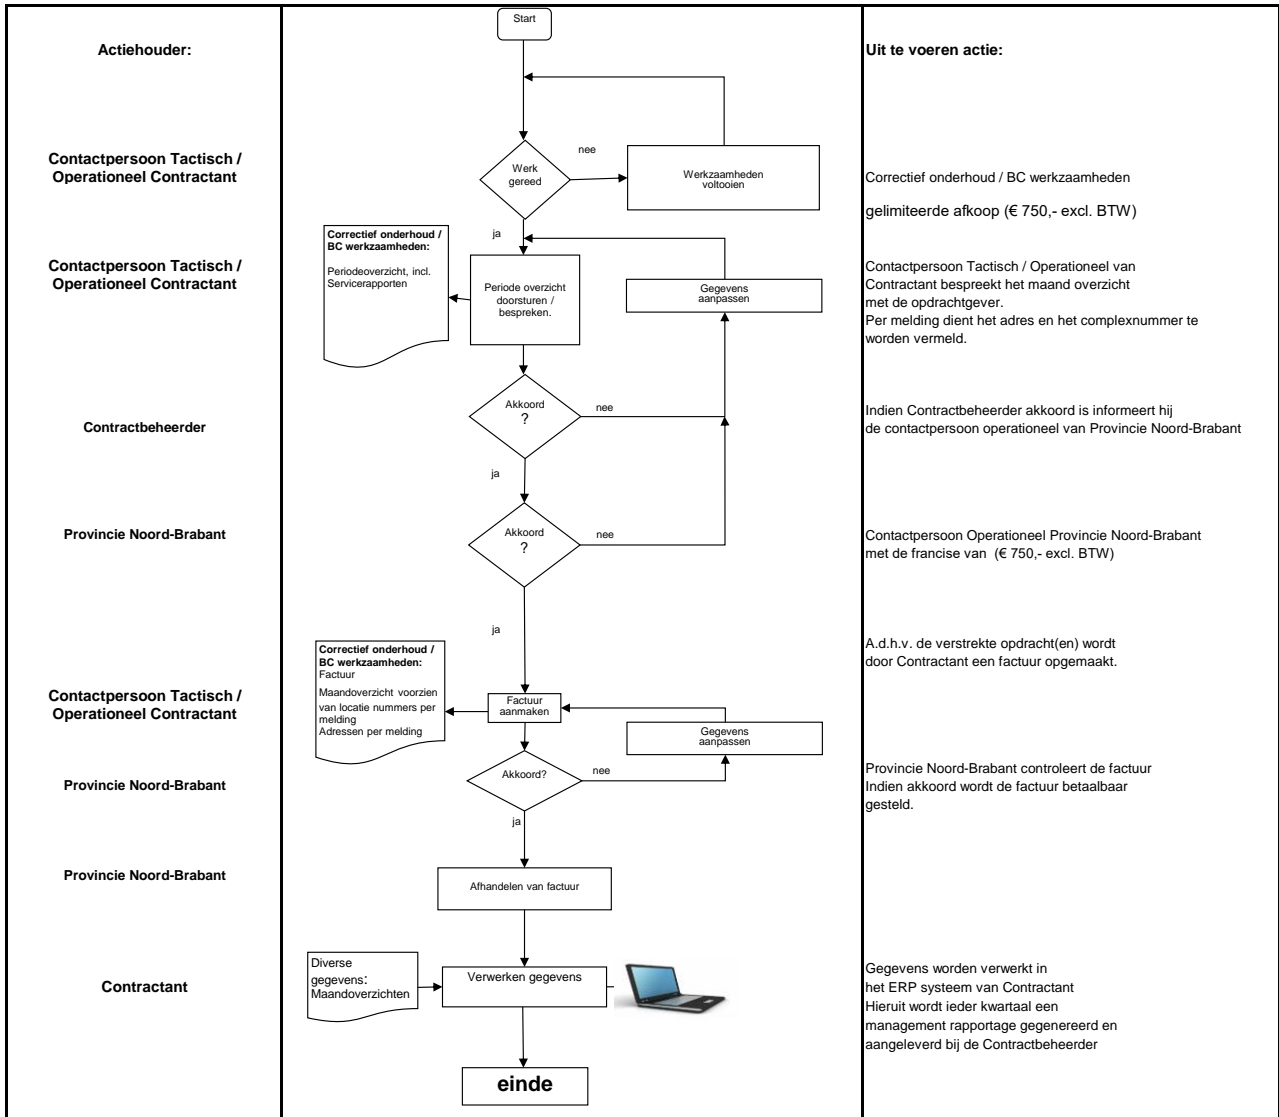 Start
Actiehouder:
Uit te voeren actie:
Contactpersoon Tactisch /
Operationeel Contractant
nee
Werk
gereed
Werkzaamheden
voltooien
Correctief onderhoud / BC werkzaamheden
gelimiteerde afkoop (€ 750,- excl. BTW)
ja
Correctief onderhoud /
BC werkzaamheden:
Periodeoverzicht, incl.
Servicerapporten
Contactpersoon Tactisch /
Operationeel Contractant
Periode overzicht
doorsturen /
bespreken.
Gegevens
aanpassen
Contactpersoon Tactisch / Operationeel van
Contractant bespreekt het maand overzicht
met de opdrachtgever.
Per melding dient het adres en het complexnummer te
worden vermeld.
Contractbeheerder
Akkoord
?
nee
Indien Contractbeheerder akkoord is informeert hij
de contactpersoon operationeel van Provincie Noord-Brabant
ja
Provincie Noord-Brabant
Akkoord
?
nee
Contactpersoon Operationeel Provincie Noord-Brabant
met de francise van (€ 750,- excl. BTW)
ja
A.d.h.v. de verstrekte opdracht(en) wordt
door Contractant een factuur opgemaakt.
Correctief onderhoud /
BC werkzaamheden:
Factuur
Maandoverzicht voorzien
van locatie nummers per
melding
Adressen per melding
Contactpersoon Tactisch /
Operationeel Contractant
Factuur
aanmaken
Gegevens
aanpassen
Provincie Noord-Brabant
Akkoord?
nee
Provincie Noord-Brabant controleert de factuur
Indien akkoord wordt de factuur betaalbaar
gesteld.
ja
Provincie Noord-Brabant
Afhandelen van factuur
Contractant
Diverse
gegevens:
Maandoverzichten
Verwerken gegevens
Gegevens worden verwerkt in
het ERP systeem van Contractant
Hieruit wordt ieder kwartaal een
management rapportage gegenereerd en
aangeleverd bij de Contractbeheerder
einde